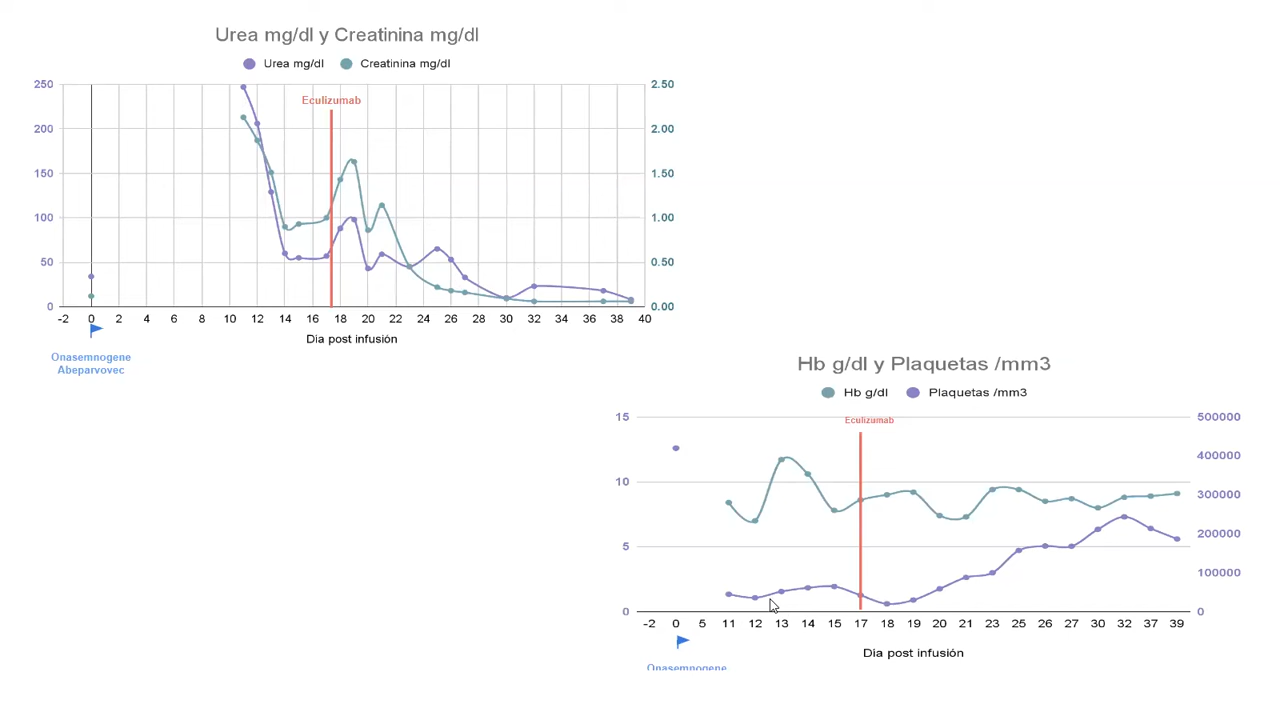 Urea mg/dl y Creatinina mg/dl
Urea mg/dl Creatinina mg/dl
250 2.50
Eculizumab
200 2.00
150 1.50
100 1.00
50 0.50
0 0.00
-2 0 2 4 6 8 10 12 14 16 18 20 22 24 26 28 30 32 34 36 38 40
Dia post infusión
Onasemnogene
Abeparvovec
Hb g/dl y Plaquetas /mm3
Hb g/dl Plaquetas /mm3
15 500000
Eculizumab
400000
10 300000
200000
5 100000
0 0
-2 0 5 11 12 13 14 15 17 18 19 20 21 23 25 26 27 30 32 37 39
Dia post infusión
Onasemnogene